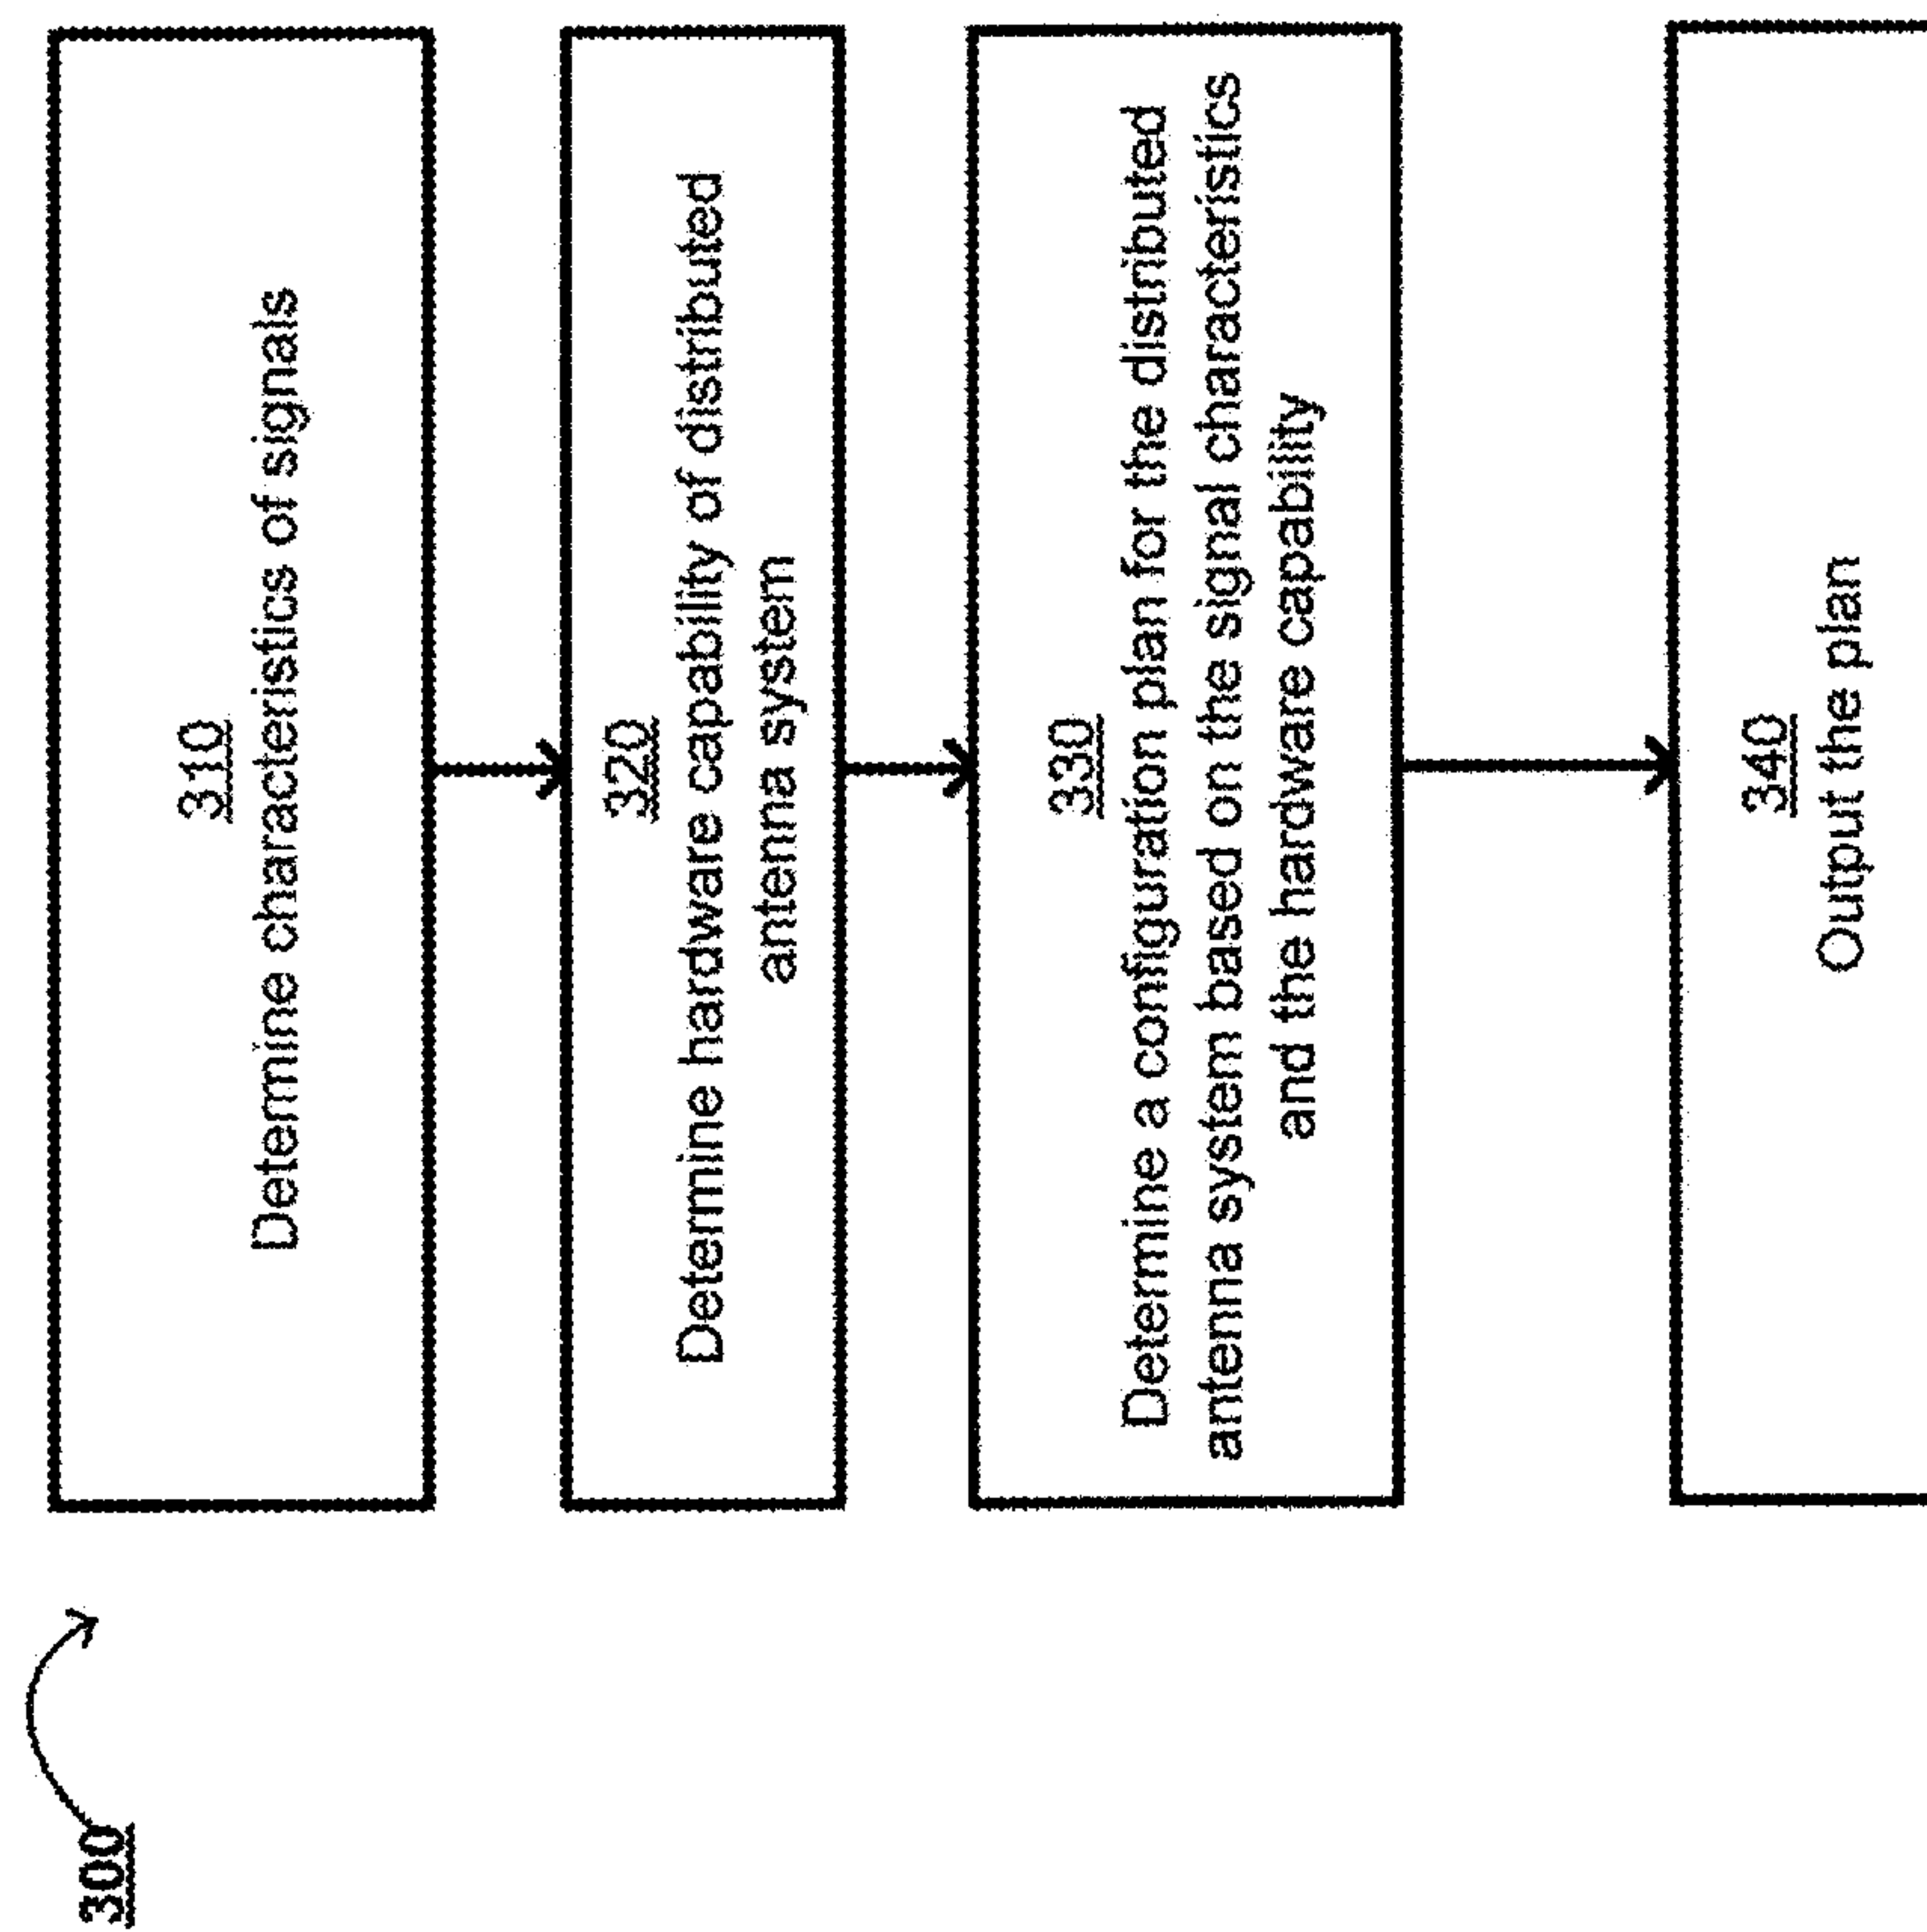 300
310
Determine characteristics of signals
320
Determine hardware capability of distributed
antenna system
330
Determine a configuration plan for the distributed
antenna system based on the signal characteristics
and the hardware capability
340
Output the plan